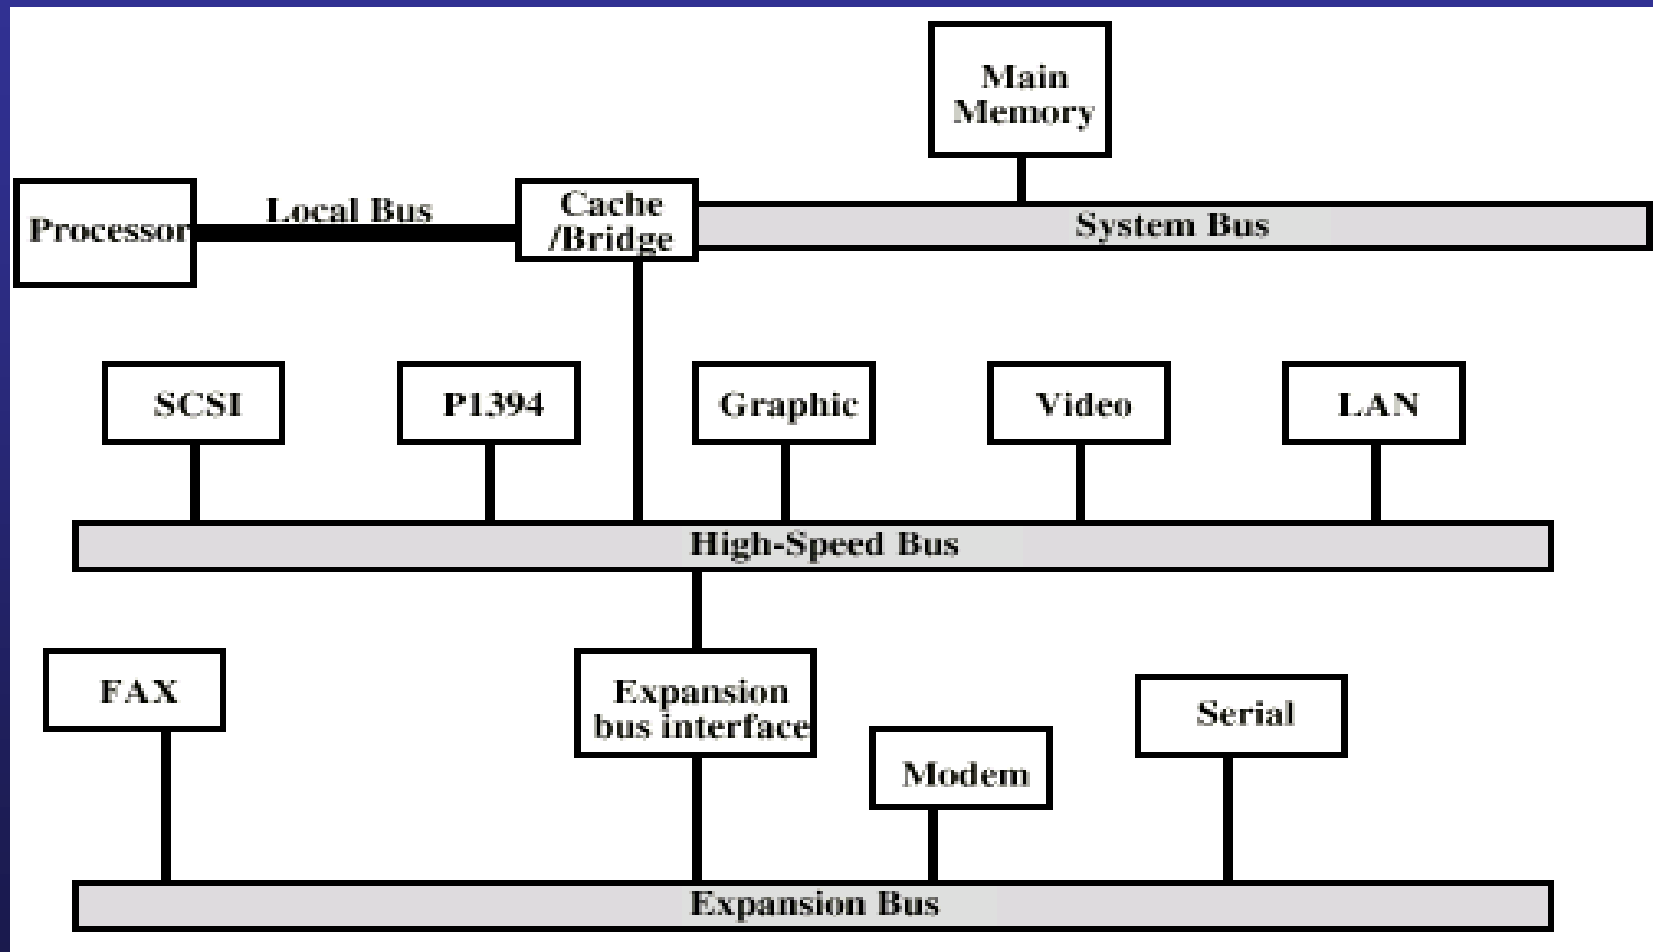 Main
Memory
Processor
Local Bus
Cache
/Bridge
System Bus
SCSI
P1394
Graphic
Video
LAN
High-Speed Bus
FAX
Expansion
bus interface
Modem
Serial
Expansion Bus